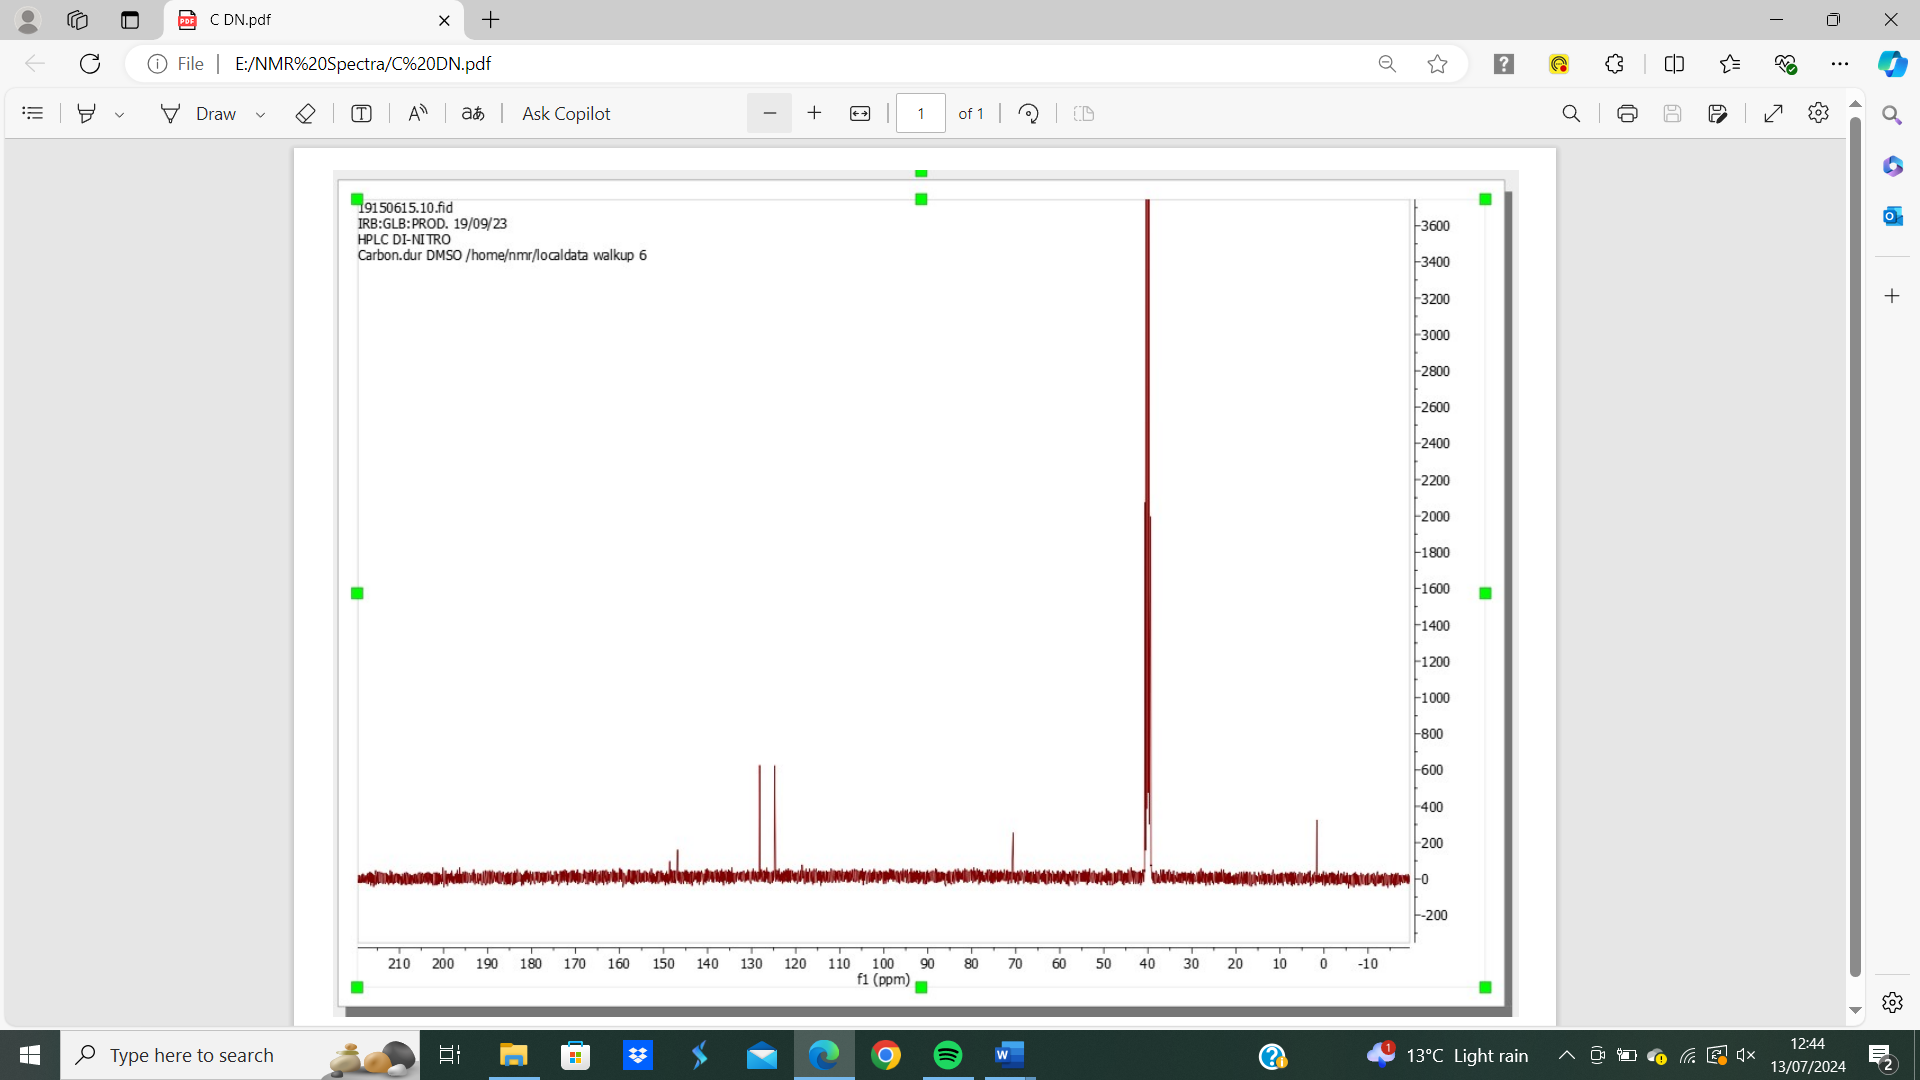 C DN.pdf
File
E:/NMR%20Spectra/C%20DN.pdf
Draw
aあ
Ask Copilot
1
of 1
19150615.10.fid
IRB:GLB:PROD. 19/09/23
HPLC DI-NITRO
Carbon.dur DMSO /home/nmr/localdata walkup 6
3600
3400
3200
3000
2800
2600
2400
2200
2000
1800
1600
1400
1200
1000
800
600
400
200
0
-200
210 200 190 180 170 160 150 140 130 120 110 100 90 80 70 60 50 40 30 20 10 0 -10
f1 (ppm)
Type here to search
1
13°C Light rain
12:44
13/07/2024
2